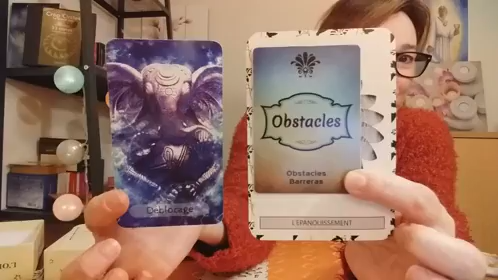 Déblocage
Obstacles
Obstacles
Barreras
L'ÉPANOUISSEMENT